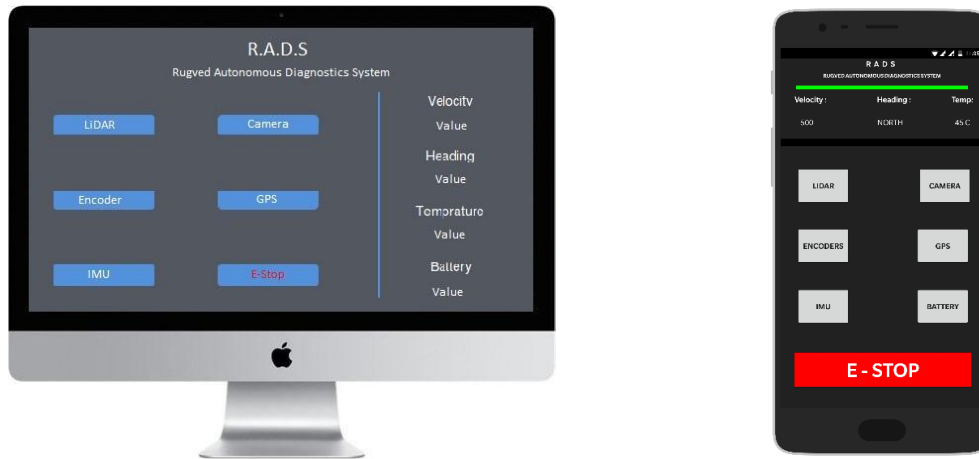 R.A.D.S
Rugved Autonomous Diagnostics System
LiDAR
Camera
Encoder
GPS
IMU
E-Stop
Velocity
Value
Heading
Value
Temprature
Value
Battery
Value
R A D S
RUGVED AUTONOMOUS DIAGNOSTICS SYSTEM
Velocity : Heading : Temp:
500 NORTH 45 C
LIDAR
CAMERA
ENCODERS
GPS
IMU
BATTERY
E - STOP